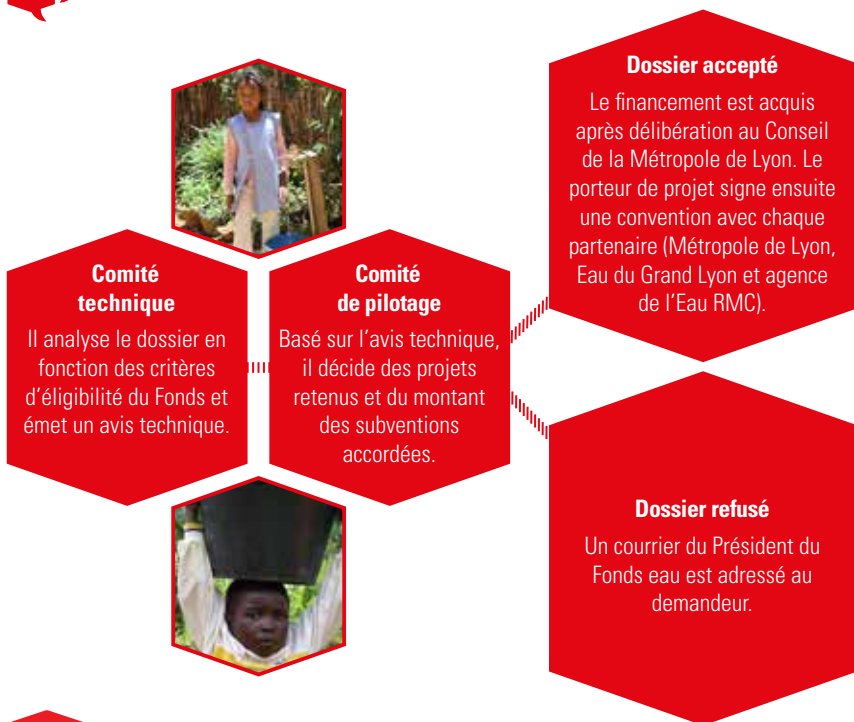 Comité
technique
Il analyse le dossier en
fonction des critères
d'éligibilité du Fonds et
émet un avis technique.
Comité
de pilotage
Basé sur l'avis technique,
il décide des projets
retenus et du montant
des subventions
accordées.
Dossier accepté
Le financement est acquis
après délibération au Conseil
de la Métropole de Lyon. Le
porteur de projet signe ensuite
une convention avec chaque
partenaire (Métropole de Lyon,
Eau du Grand Lyon et agence
de l'Eau RMC).
Dossier refusé
Un courrier du Président du
Fonds eau est adressé au
demandeur.